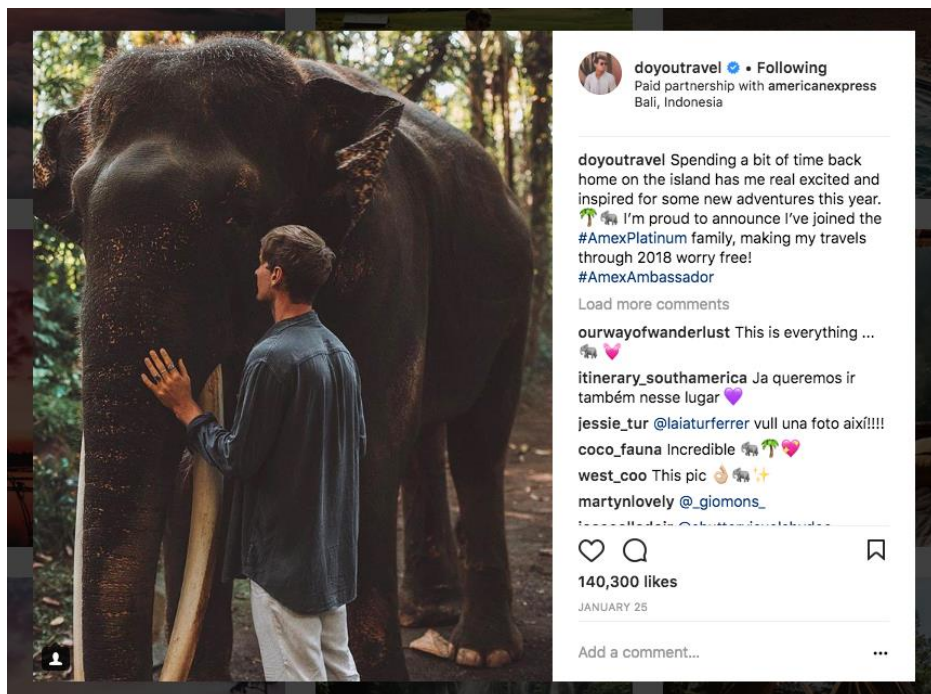 doyoutravel • Following
Paid partnership with americanexpress
Bali, Indonesia
doyoutravel Spending a bit of time back
home on the island has me real excited and
inspired for some new adventures this year.
🌴🐘 I’m proud to announce I’ve joined the
#AmexPlatinum family, making my travels
through 2018 worry free!
#AmexAmbassador
Load more comments
ourwayofwanderlust This is everything ...
🐘 💓
itinerary_southamerica Ja queremos ir
também nesse lugar 💜
jessie_tur @laiaturferrer vull una foto així!!!!
coco_fauna Incredible 🐘🌴💖
west_coo This pic 👌🏼🐘✨
martynlovely @_giomons_
140,300 likes
JANUARY 25
Add a comment...